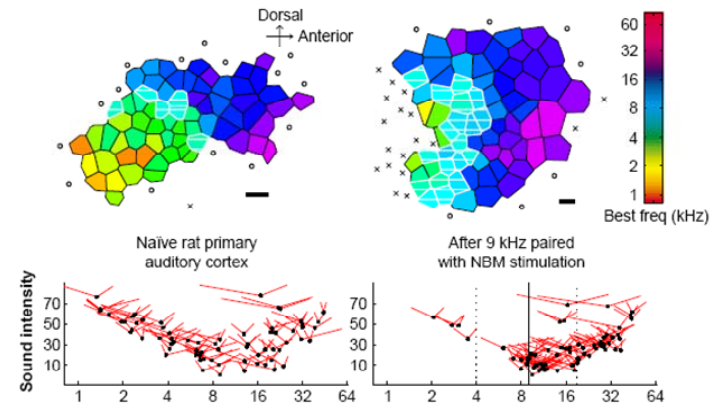 Dorsal
Anterior
60
32
16
8
4
2
1
Best freq (kHz)
Naïve rat primary
auditory cortex
After 9 kHz paired
with NBM stimulation
Sound intensity
70
50
30
10
1 2 4 8 16 32 64
70
50
30
10
1 2 4 8 16 32 64